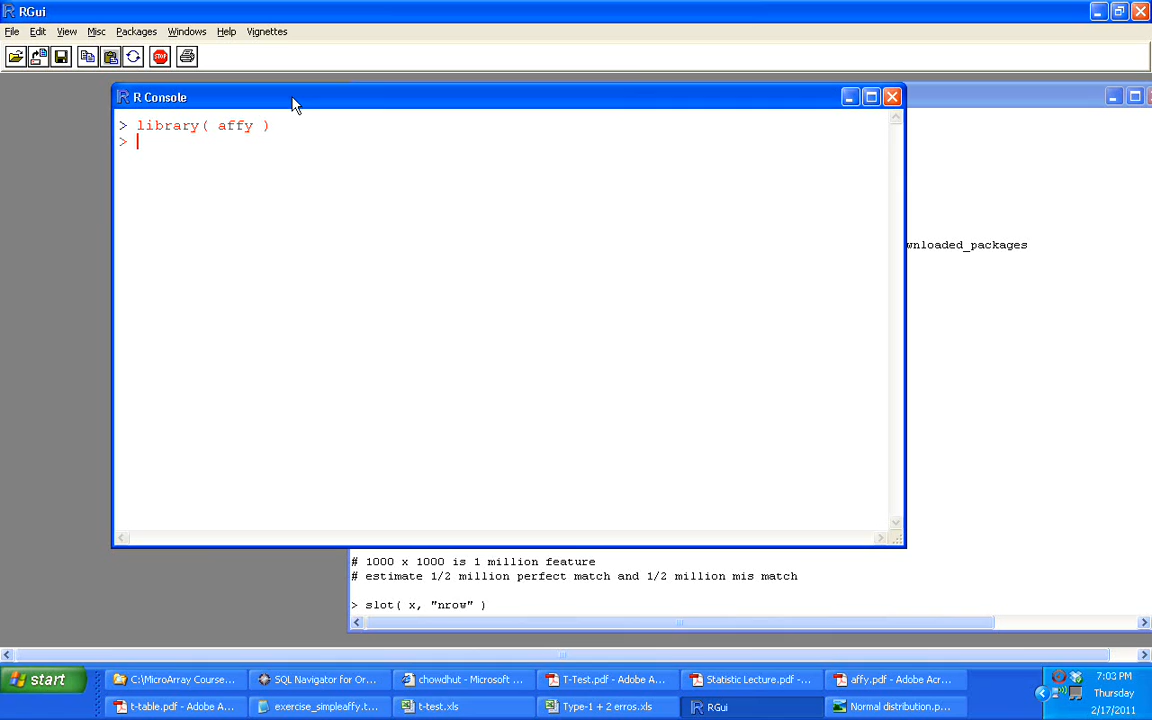 RGui
File Edit View Misc Packages Windows Help Vignettes
STOP
R Console
> library( affy )
>
wnloaded_packages
# 1000 x 1000 is 1 million feature
# estimate 1/2 million perfect match and 1/2 million mis match
> slot( x, "nrow" )
start
C:\MicroArray Course...
SQL Navigator for Or...
chowdhut - Microsoft ...
T-Test.pdf - Adobe A...
Statistic Lecture.pdf -...
affy.pdf - Adobe Acr...
7:03 PM
t-table.pdf - Adobe A...
exercise_simpleaffy.t...
t-test.xls
Type-1 + 2 erros.xls
RGui
Normal distribution.p...
Thursday
2/17/2011